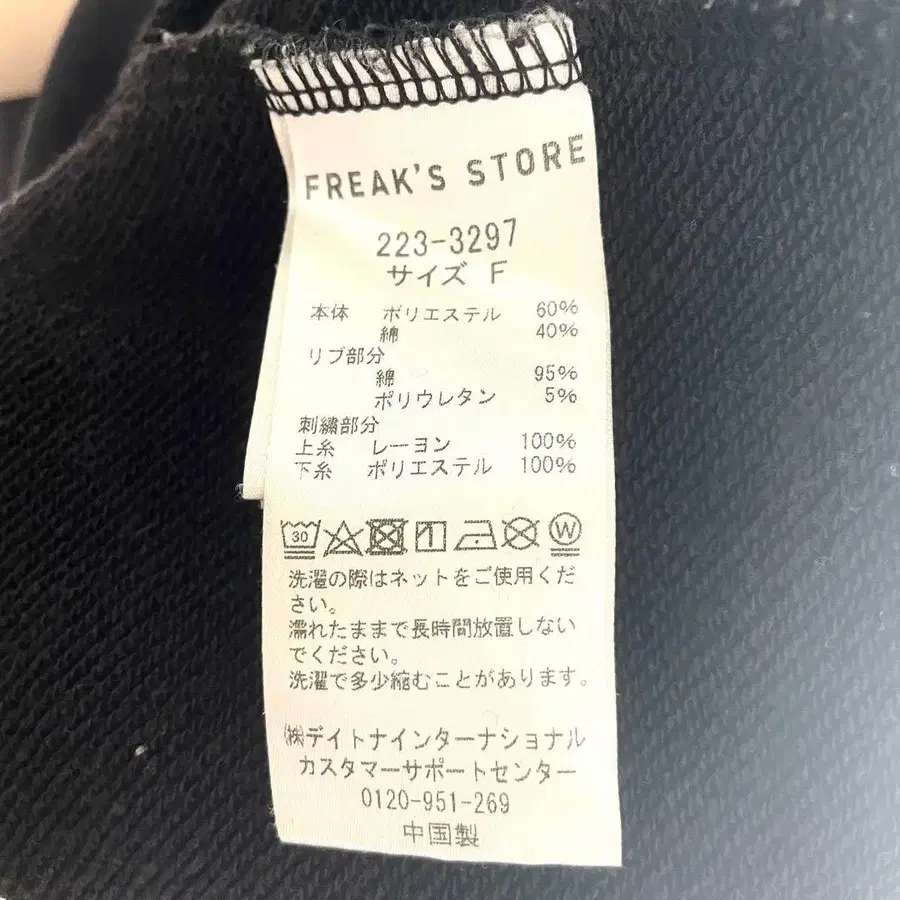 FREAK'S STORE
223-3297
サイズ F
本体 ポリエステル 60%
綿 40%
リブ部分
綿 95%
ポリウレタン 5%
刺繍部分
上糸 レーヨン 100%
下糸 ポリエステル 100%
30 W
洗濯の際はネットをご使用くだ
さい。
濡れたままで長時間放置しない
でください。
洗濯で多少縮むことがあります。
㈱デイトナインターナショナル
カスタマーサポートセンター
0120-951-269
中国製